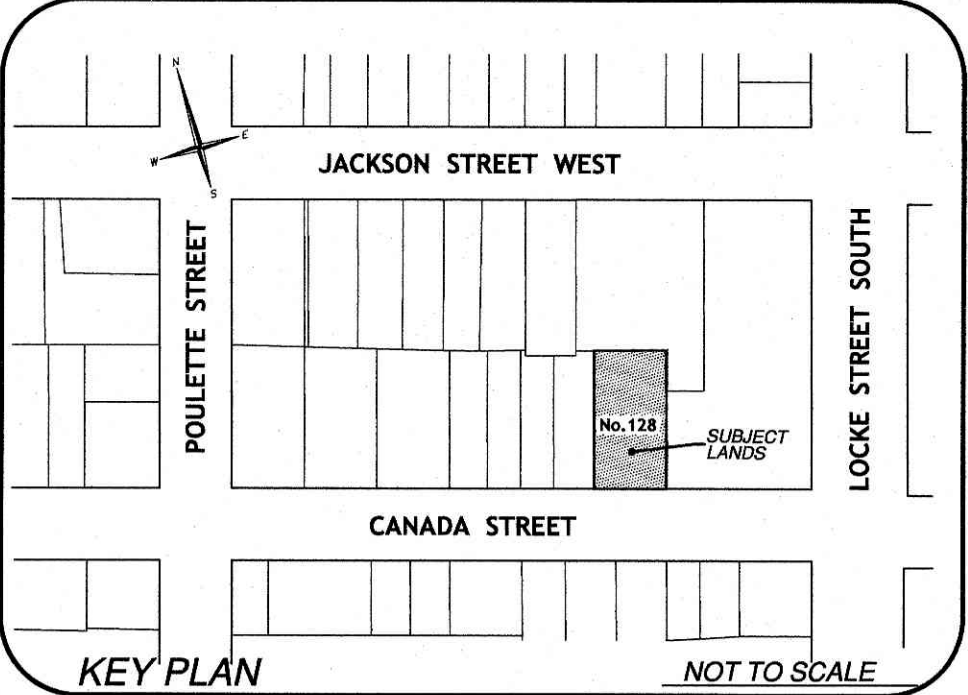 N
E
W
S
JACKSON STREET WEST
POULETTE STREET
LOCKE STREET SOUTH
No.128
SUBJECT
LANDS
CANADA STREET
KEY PLAN
NOT TO SCALE